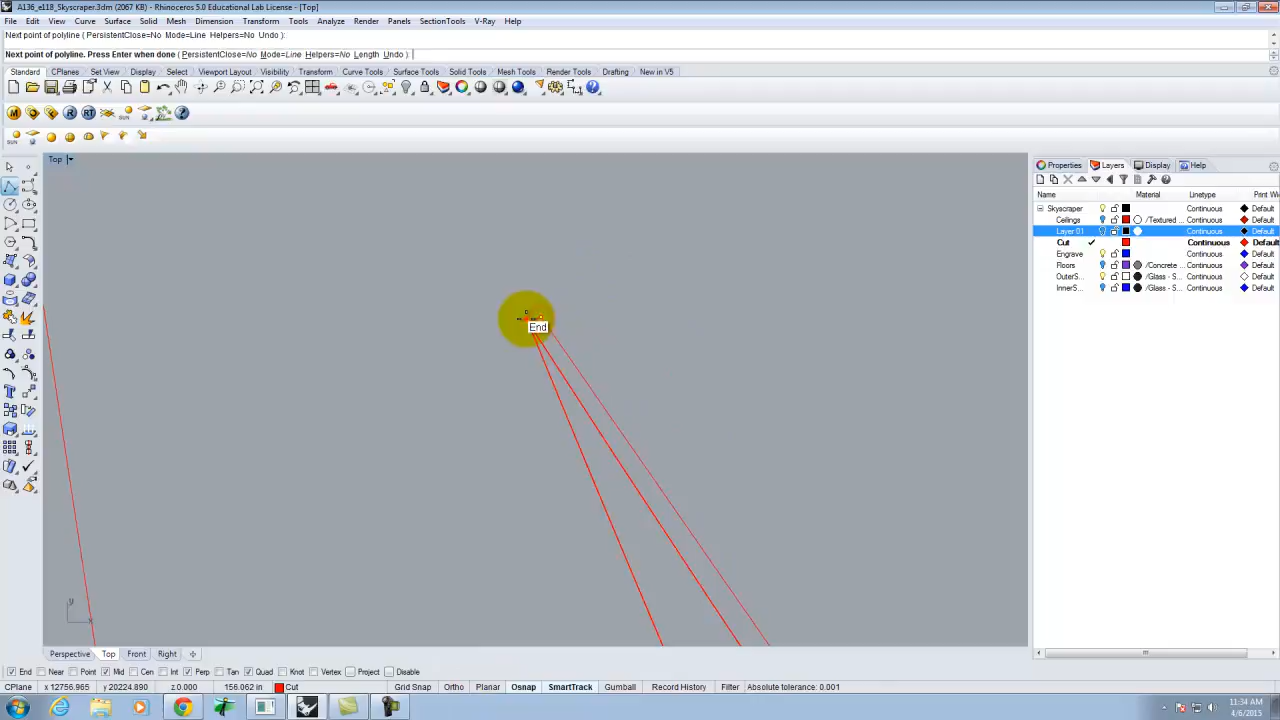 A136_e118_Skyscraper.3dm (2067 KB) - Rhinoceros 5.0 Educational Lab License - [Top]
File Edit View Curve Surface Solid Mesh Dimension Transform Tools Analyze Render Panels SectionTools V-Ray Help
Next point of polyline ( PersistentClose=No Mode=Line Helpers=No Undo ):
Next point of polyline. Press Enter when done ( PersistentClose=No Mode=Line Helpers=No Length Undo ):
Standard CPlanes Set View Display Select Viewport Layout Visibility Transform Curve Tools Surface Tools Solid Tools Mesh Tools Render Tools Drafting New in V5
M R RT SUN
SUN
Top
Properties Layers Display Help
Name Material Linetype Print Wi
Skyscraper Continuous Default
Ceilings /Textured ... Continuous Default
Layer 01 Continuous Default
Cut Continuous Default
Engrave Continuous Default
Floors /Concrete ... Continuous Default
OuterS... /Glass - S... Continuous Default
InnerS... /Glass - S... Continuous Default
End
y
x
Perspective Top Front Right
End Near Point Mid Cen Int Perp Tan Quad Knot Vertex Project Disable
CPlane x 12756.965 y 20224.890 z 0.000 156.062 in Cut Grid Snap Ortho Planar Osnap SmartTrack Gumball Record History Filter Absolute tolerance: 0.001
11:34 AM
4/6/2015